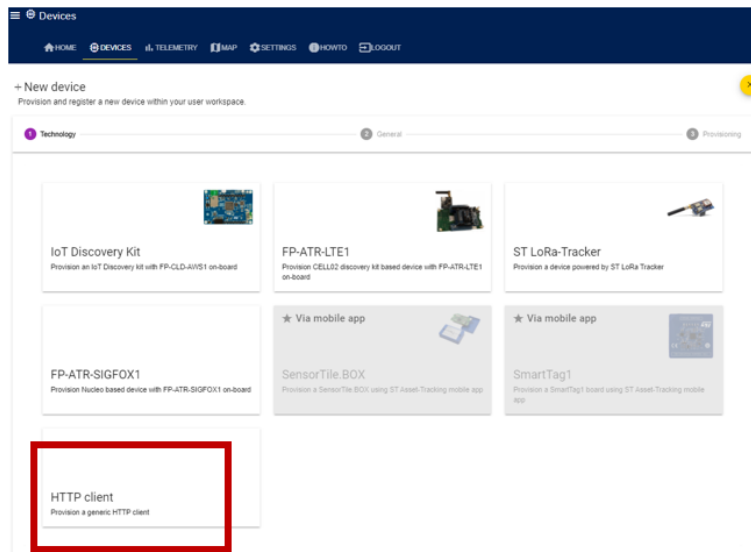 Devices
HOME DEVICES TELEMETRY MAP SETTINGS HOWTO LOGOUT
+ New device
Provision and register a new device within your user workspace.
1 Technology 2 General 3 Provisioning
IoT Discovery Kit
Provision an IoT Discovery kit with FP-CLD-AWS1 on-board
FP-ATR-LTE1
Provision CELL02 discovery kit based device with FP-ATR-LTE1
on-board
ST LoRa-Tracker
Provision a device powered by ST LoRa Tracker
FP-ATR-SIGFOX1
Provision Nucleo based device with FP-ATR-SIGFOX1 on-board
★ Via mobile app
SensorTile.BOX
Provision a SensorTile.BOX using ST Asset-Tracking mobile app
★ Via mobile app
SmartTag1
Provision a SmartTag1 board using ST Asset-Tracking mobile
app
HTTP client
Provision a generic HTTP client